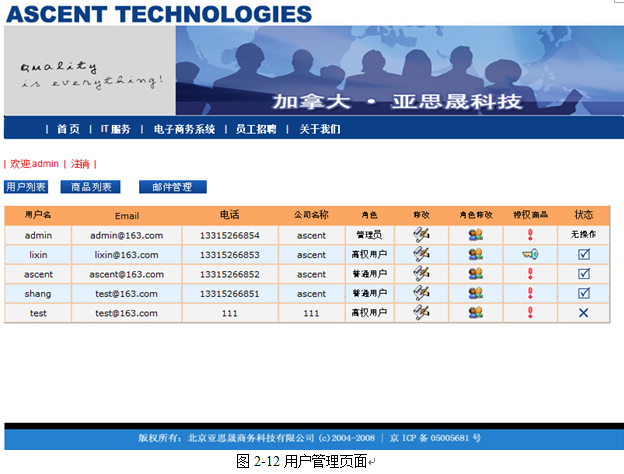 ASCENT TECHNOLOGIES
quality
is everything!
加拿大 · 亚思晟科技
| 首页 | IT服务 | 电子商务系统 | 员工招聘 | 关于我们
| 欢迎,admin | 注销 |
用户列表 商品列表 邮件管理
用户名 Email 电话 公司名称 角色 修改 角色修改 授权商品 状态
admin admin@163.com 13315266854 ascent 管理员 无操作
lixin lixin@163.com 13315266853 ascent 高权用户
ascent ascent@163.com 13315266852 ascent 普通用户
shang test@163.com 13315266851 ascent 普通用户
test test@163.com 111 111 高权用户
版权所有：北京亚思晟商务科技有限公司 (c)2004-2008 | 京 ICP 备 05005681 号
图 2-12 用户管理页面